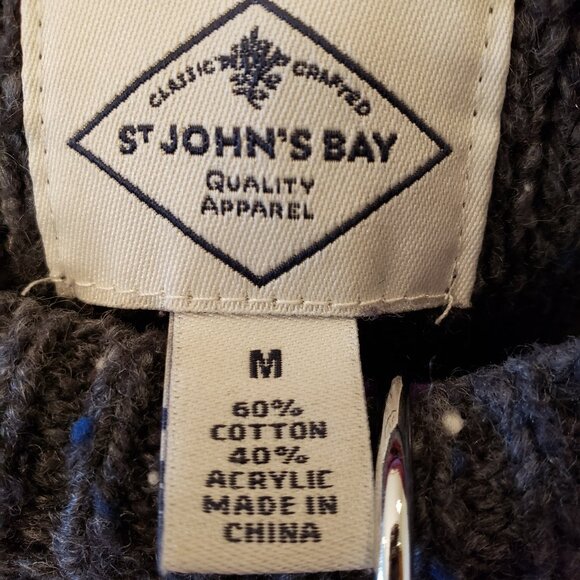 CLASSIC CRAFTED
ST JOHN'S BAY
QUALITY
APPAREL
M
60%
COTTON
40%
ACRYLIC
MADE IN
CHINA